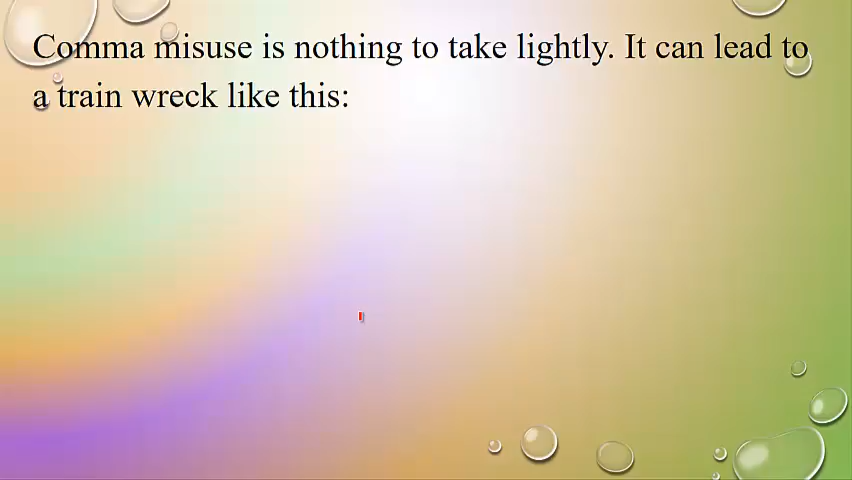 Comma misuse is nothing to take lightly. It can lead to
a train wreck like this: